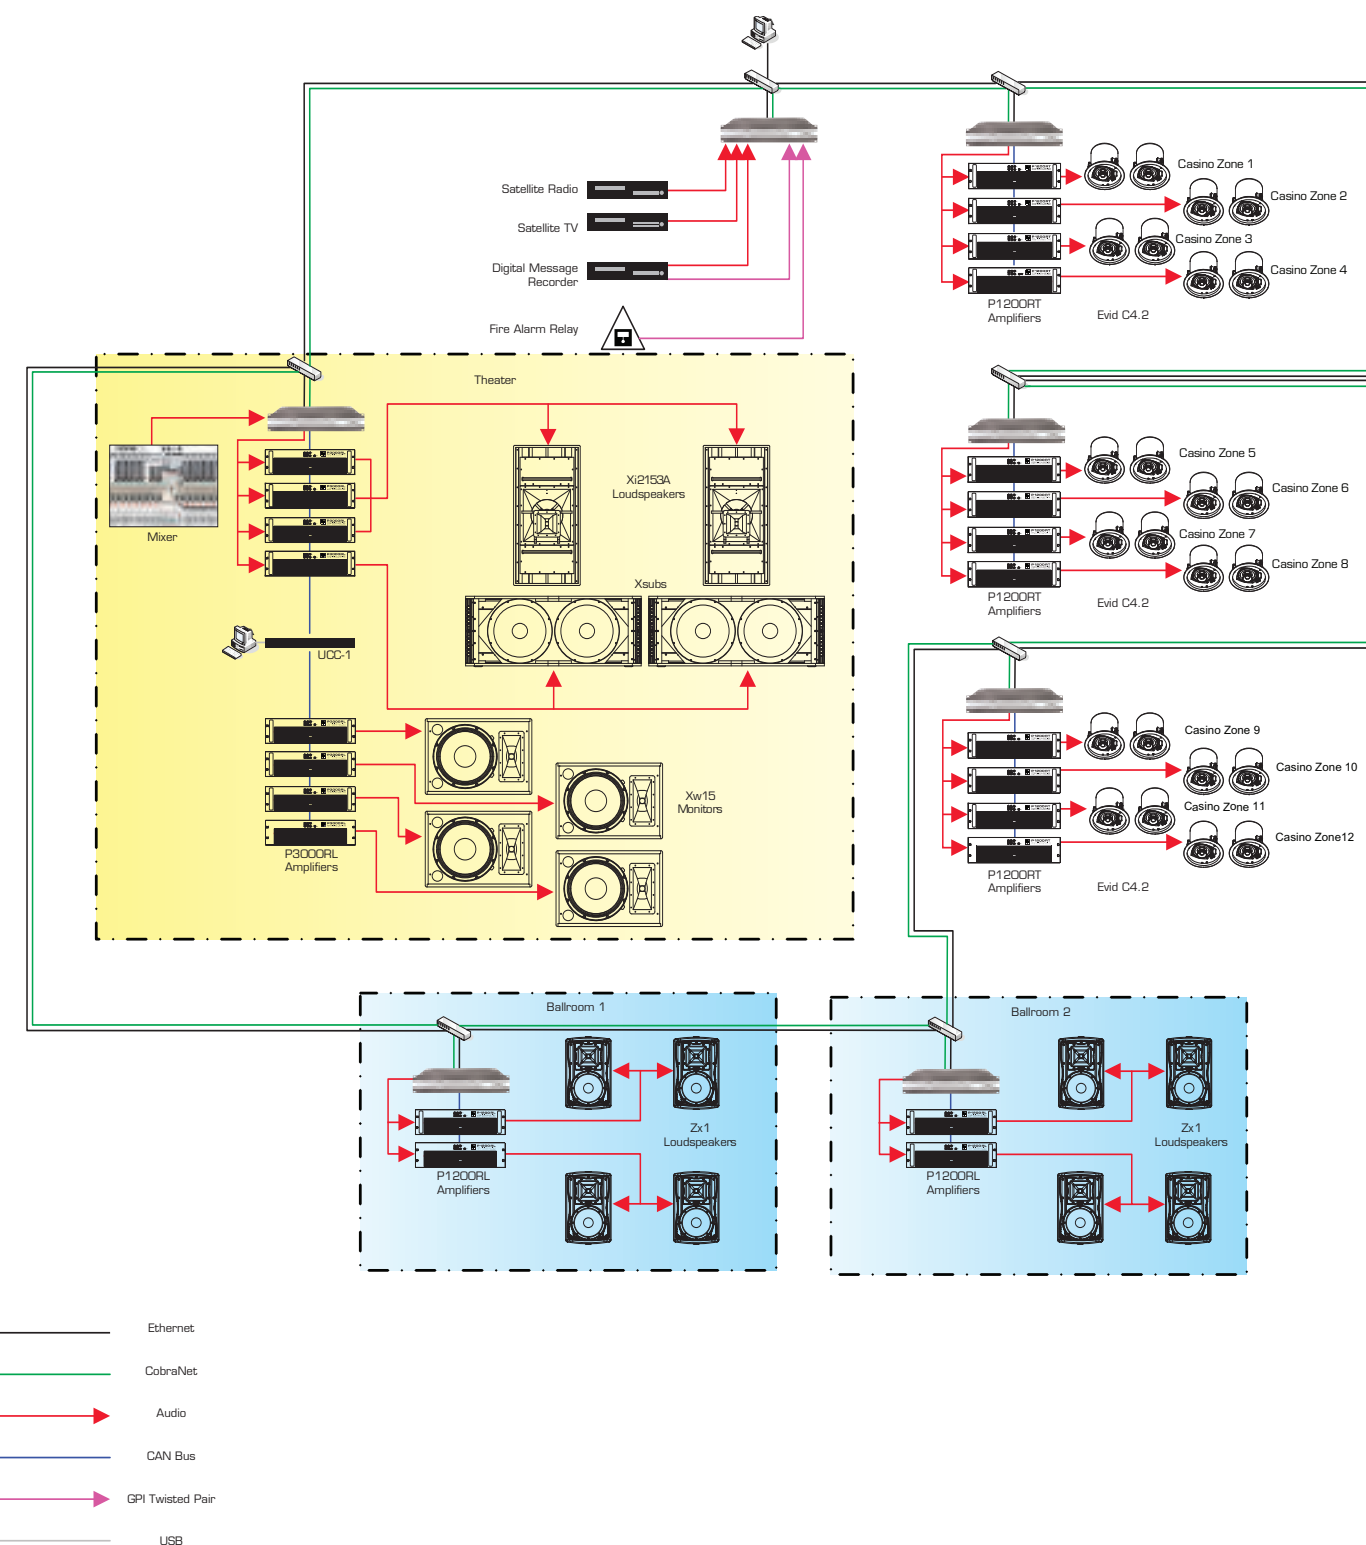 Satellite Radio
Satellite TV
Digital Message
Recorder
Fire Alarm Relay
Casino Zone 1
Casino Zone 2
Casino Zone 3
Casino Zone 4
P1200RT
Amplifiers
Evid C4.2
Theater
Mixer
Xi2153A
Loudspeakers
Xsubs
UCC-1
Xw15
Monitors
P3000RL
Amplifiers
Casino Zone 5
Casino Zone 6
Casino Zone 7
Casino Zone 8
P1200RT
Amplifiers
Evid C4.2
Casino Zone 9
Casino Zone 10
Casino Zone 11
Casino Zone12
P1200RT
Amplifiers
Evid C4.2
Ballroom 1
Zx1
Loudspeakers
P1200RL
Amplifiers
Ballroom 2
Zx1
Loudspeakers
P1200RL
Amplifiers
Ethernet
CobraNet
Audio
CAN Bus
GPI Twisted Pair
USB